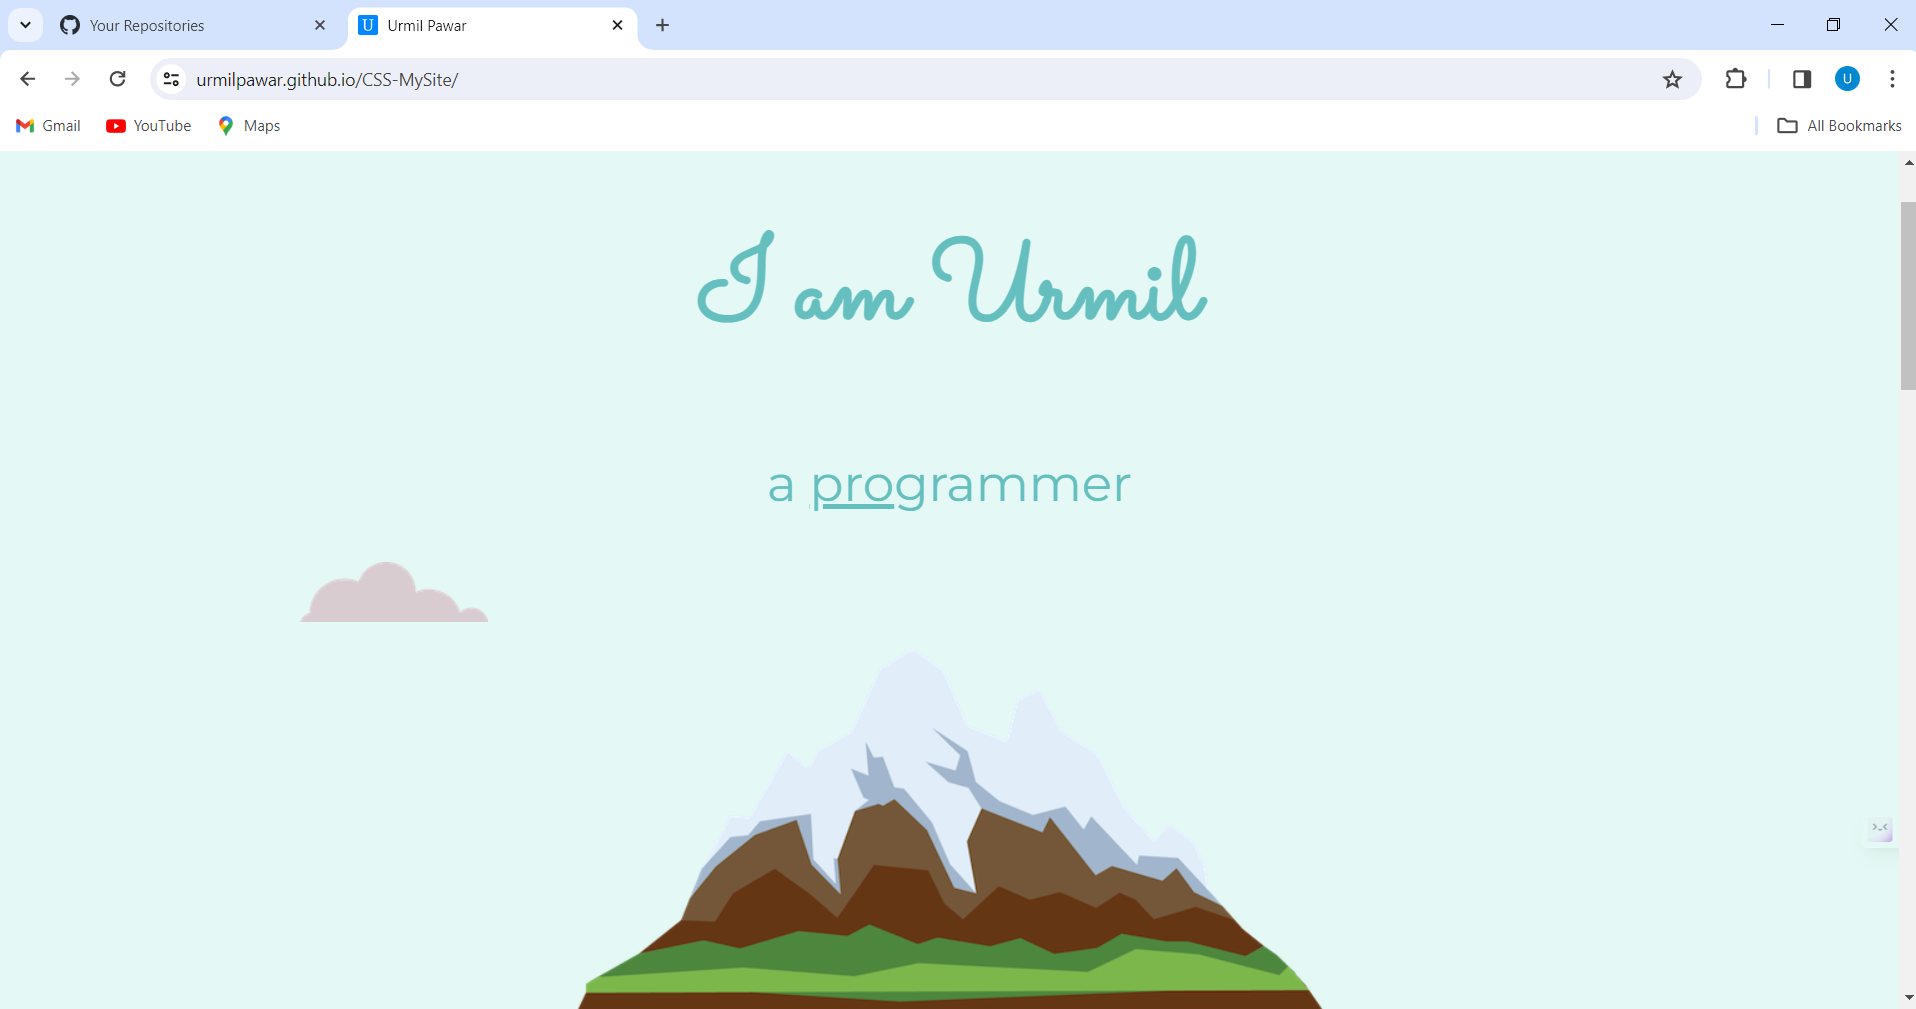 Your Repositories
U Urmil Pawar
urmilpawar.github.io/CSS-MySite/
U
Gmail YouTube Maps All Bookmarks
I am Urmil
a programmer